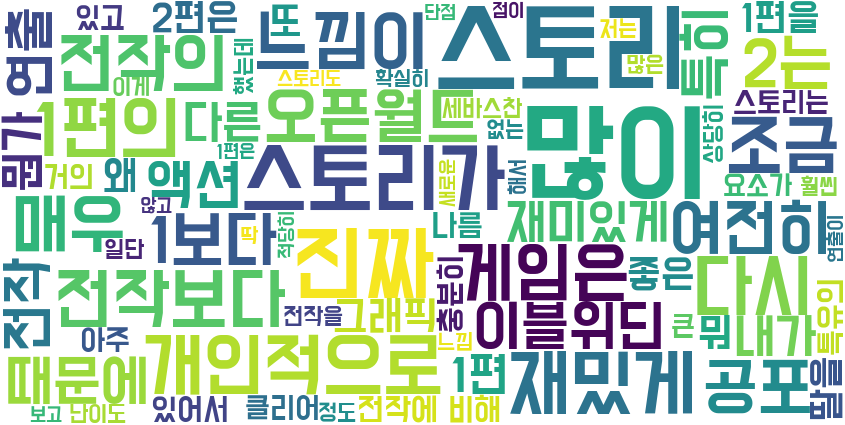 연출
있고
2편은
또
느낌이
단점
스토리
점이
저는
특히
1편을
전작의
이게
했는데
스토리도
확실히
많은
2는
1편의
다른
오픈월드
세바스찬
없는
상당히
스토리는
조금
뭔가
거의
1편은
왜
액션
스토리가
새로운
해서
많이
요소가
훨씬
매우
않고
1보다
딱
적당히
나름
재미있게
여전히
연출이
일단
진짜
충분히
게임은
좋은
다시
전작
전작보다
전작을
그래픽
이블위딘
큰
뭐
내가
특유의
아주
느낌
때문에
개인적으로
1편
재밌게
공포
팔을
보고
난이도
있어서
클리어
정도
전작에
비해